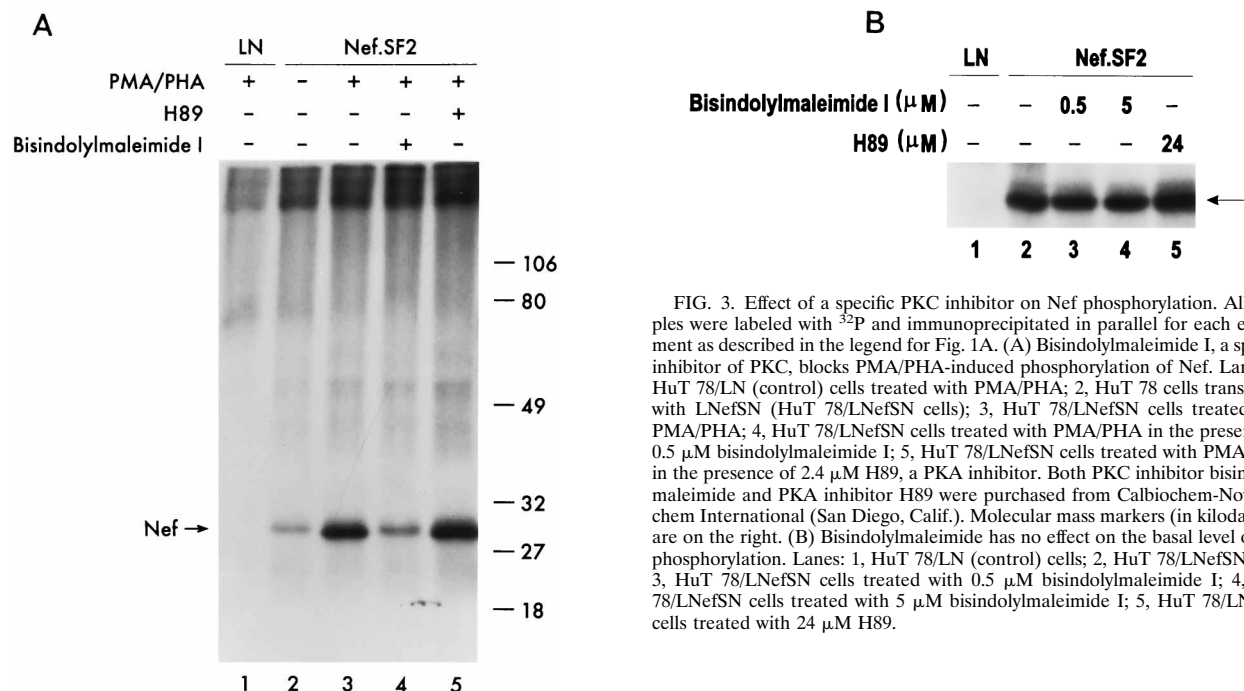 A
LN Nef.SF2
PMA/PHA + – + + +
H89 – – – – +
Bisindolylmaleimide I – – – + –
106
80
49
32
Nef →
27
18
1 2 3 4 5
B
LN Nef.SF2
Bisindolylmaleimide I (μM) – – 0.5 5 –
H89 (μM) – – – – 24
1 2 3 4 5
FIG. 3. Effect of a specific PKC inhibitor on Nef phosphorylation. All
ples were labeled with ³²P and immunoprecipitated in parallel for each e
ment as described in the legend for Fig. 1A. (A) Bisindolylmaleimide I, a sp
inhibitor of PKC, blocks PMA/PHA-induced phosphorylation of Nef. Lan
HuT 78/LN (control) cells treated with PMA/PHA; 2, HuT 78 cells trans
with LNefSN (HuT 78/LNefSN cells); 3, HuT 78/LNefSN cells treated
PMA/PHA; 4, HuT 78/LNefSN cells treated with PMA/PHA in the prese
0.5 μM bisindolylmaleimide I; 5, HuT 78/LNefSN cells treated with PMA
in the presence of 2.4 μM H89, a PKA inhibitor. Both PKC inhibitor bisin
maleimide and PKA inhibitor H89 were purchased from Calbiochem-Nov
chem International (San Diego, Calif.). Molecular mass markers (in kiloda
are on the right. (B) Bisindolylmaleimide has no effect on the basal level o
phosphorylation. Lanes: 1, HuT 78/LN (control) cells; 2, HuT 78/LNefSN
3, HuT 78/LNefSN cells treated with 0.5 μM bisindolylmaleimide I; 4,
78/LNefSN cells treated with 5 μM bisindolylmaleimide I; 5, HuT 78/LN
cells treated with 24 μM H89.